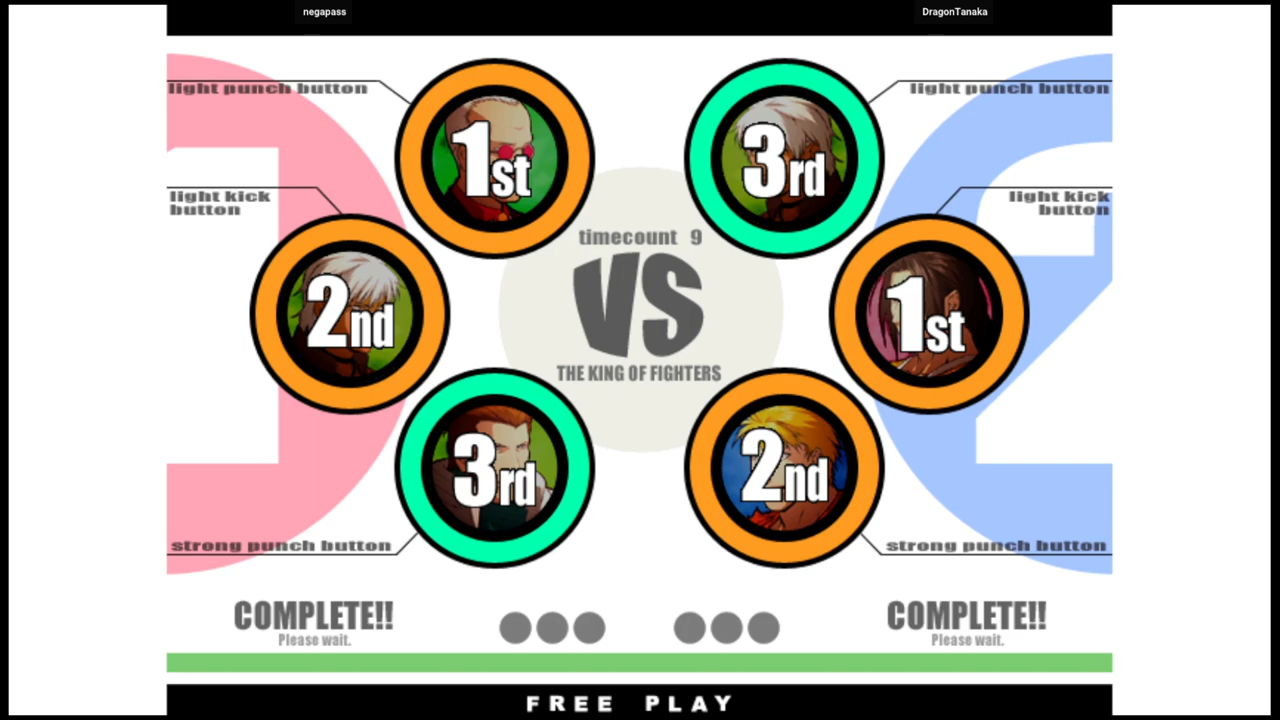 negapass
DragonTanaka
light punch button
light punch button
1st
3rd
light kick
button
light kick
button
timecount 9
VS
THE KING OF FIGHTERS
2nd
1st
3rd
2nd
strong punch button
strong punch button
COMPLETE!!
Please wait.
COMPLETE!!
Please wait.
FREE PLAY
1
2